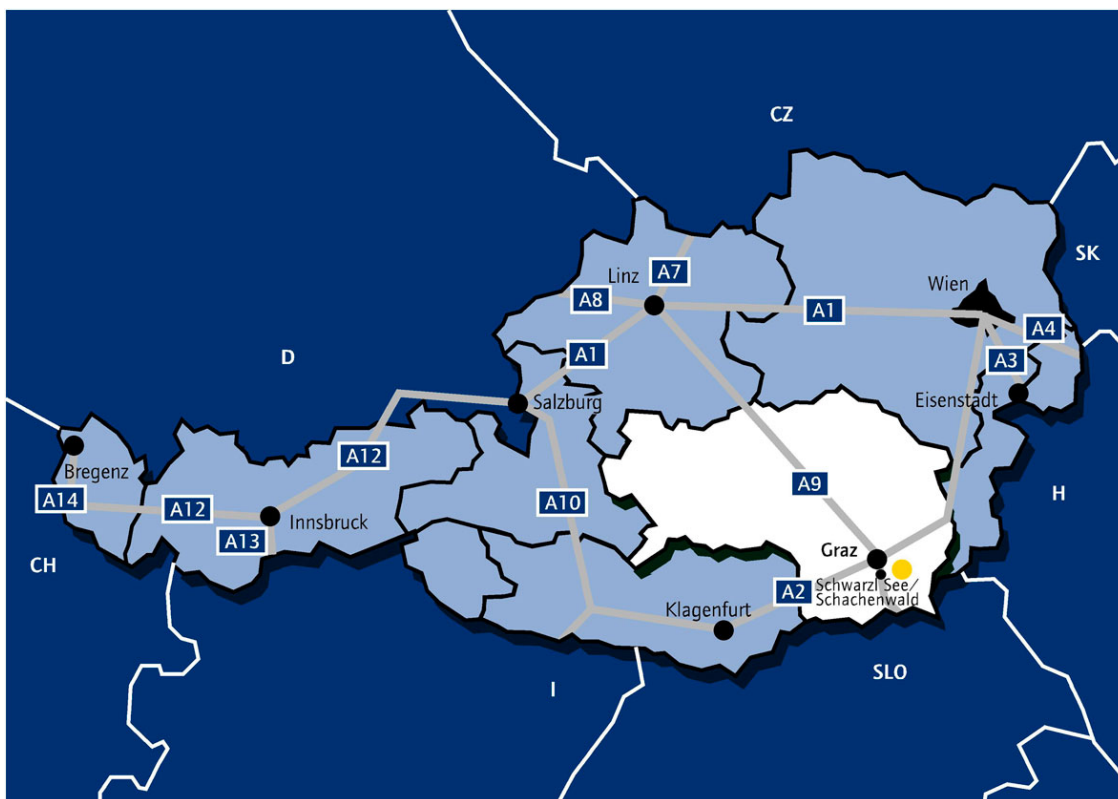 CZ
SK
Linz
A7
Wien
A8
A1
A4
A1
A3
D
Eisenstadt
Salzburg
A12
Bregenz
A9
H
A14
A12
A10
Innsbruck
A13
Graz
CH
Schwarzl See/
Schachenwald
A2
Klagenfurt
SLO
I